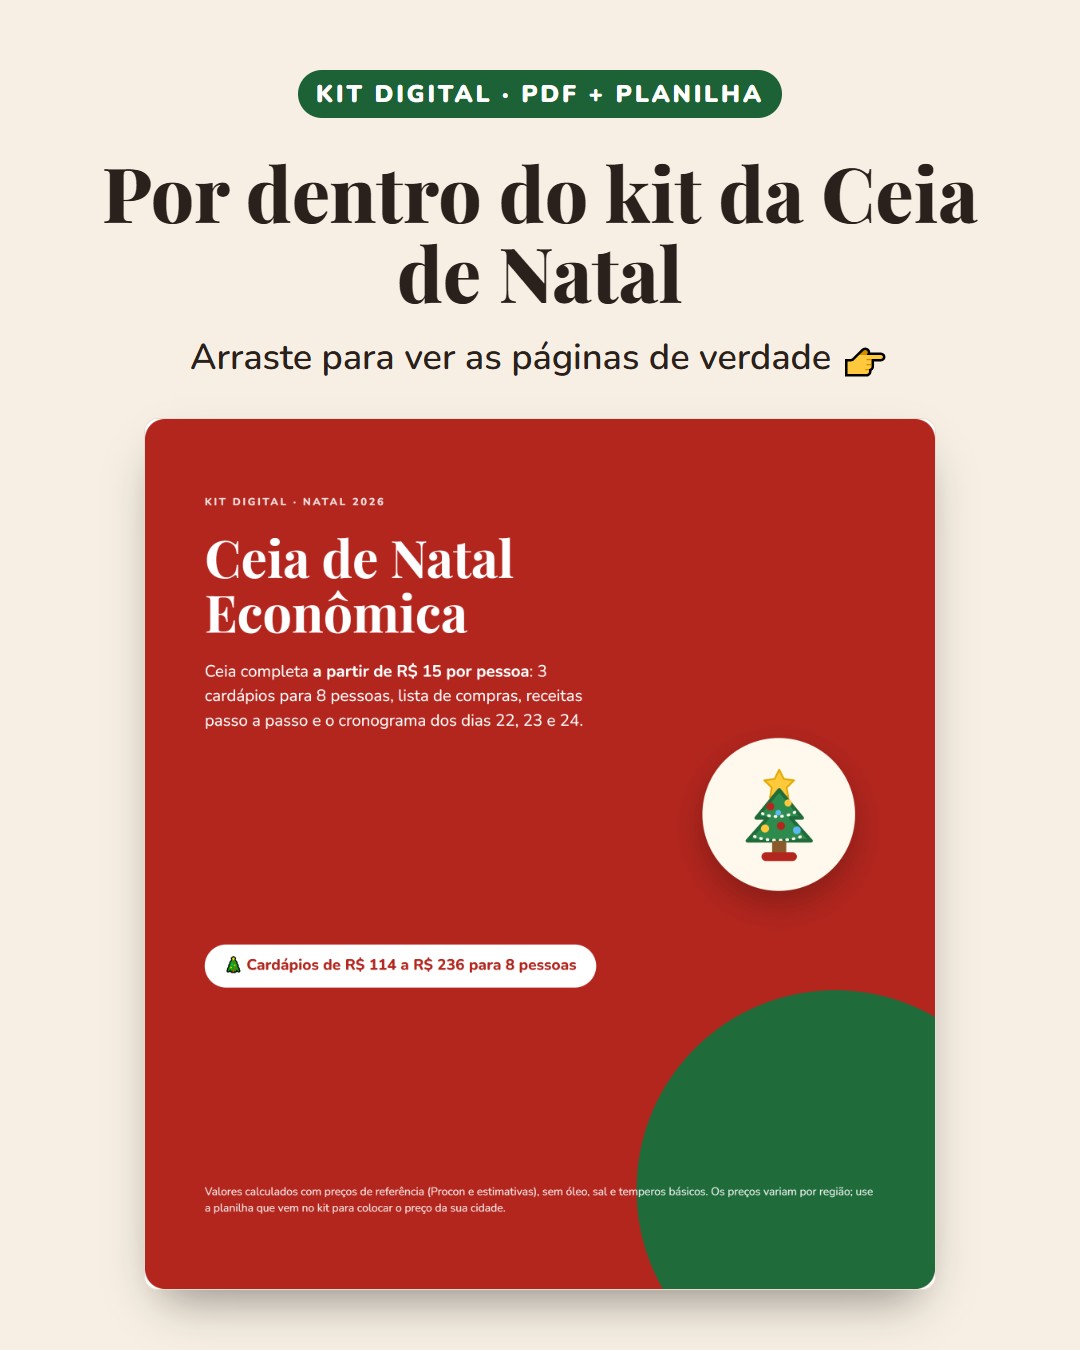 KIT DIGITAL · PDF + PLANILHA
Por dentro do kit da Ceia
de Natal
Arraste para ver as páginas de verdade 👉
KIT DIGITAL · NATAL 2026
Ceia de Natal
Econômica
Ceia completa a partir de R$ 15 por pessoa: 3
cardápios para 8 pessoas, lista de compras, receitas
passo a passo e o cronograma dos dias 22, 23 e 24.
🎄 Cardápios de R$ 114 a R$ 236 para 8 pessoas
Valores calculados com preços de referência (Procon e estimativas), sem óleo, sal e temperos básicos. Os preços variam por região; use
a planilha que vem no kit para colocar o preço da sua cidade.